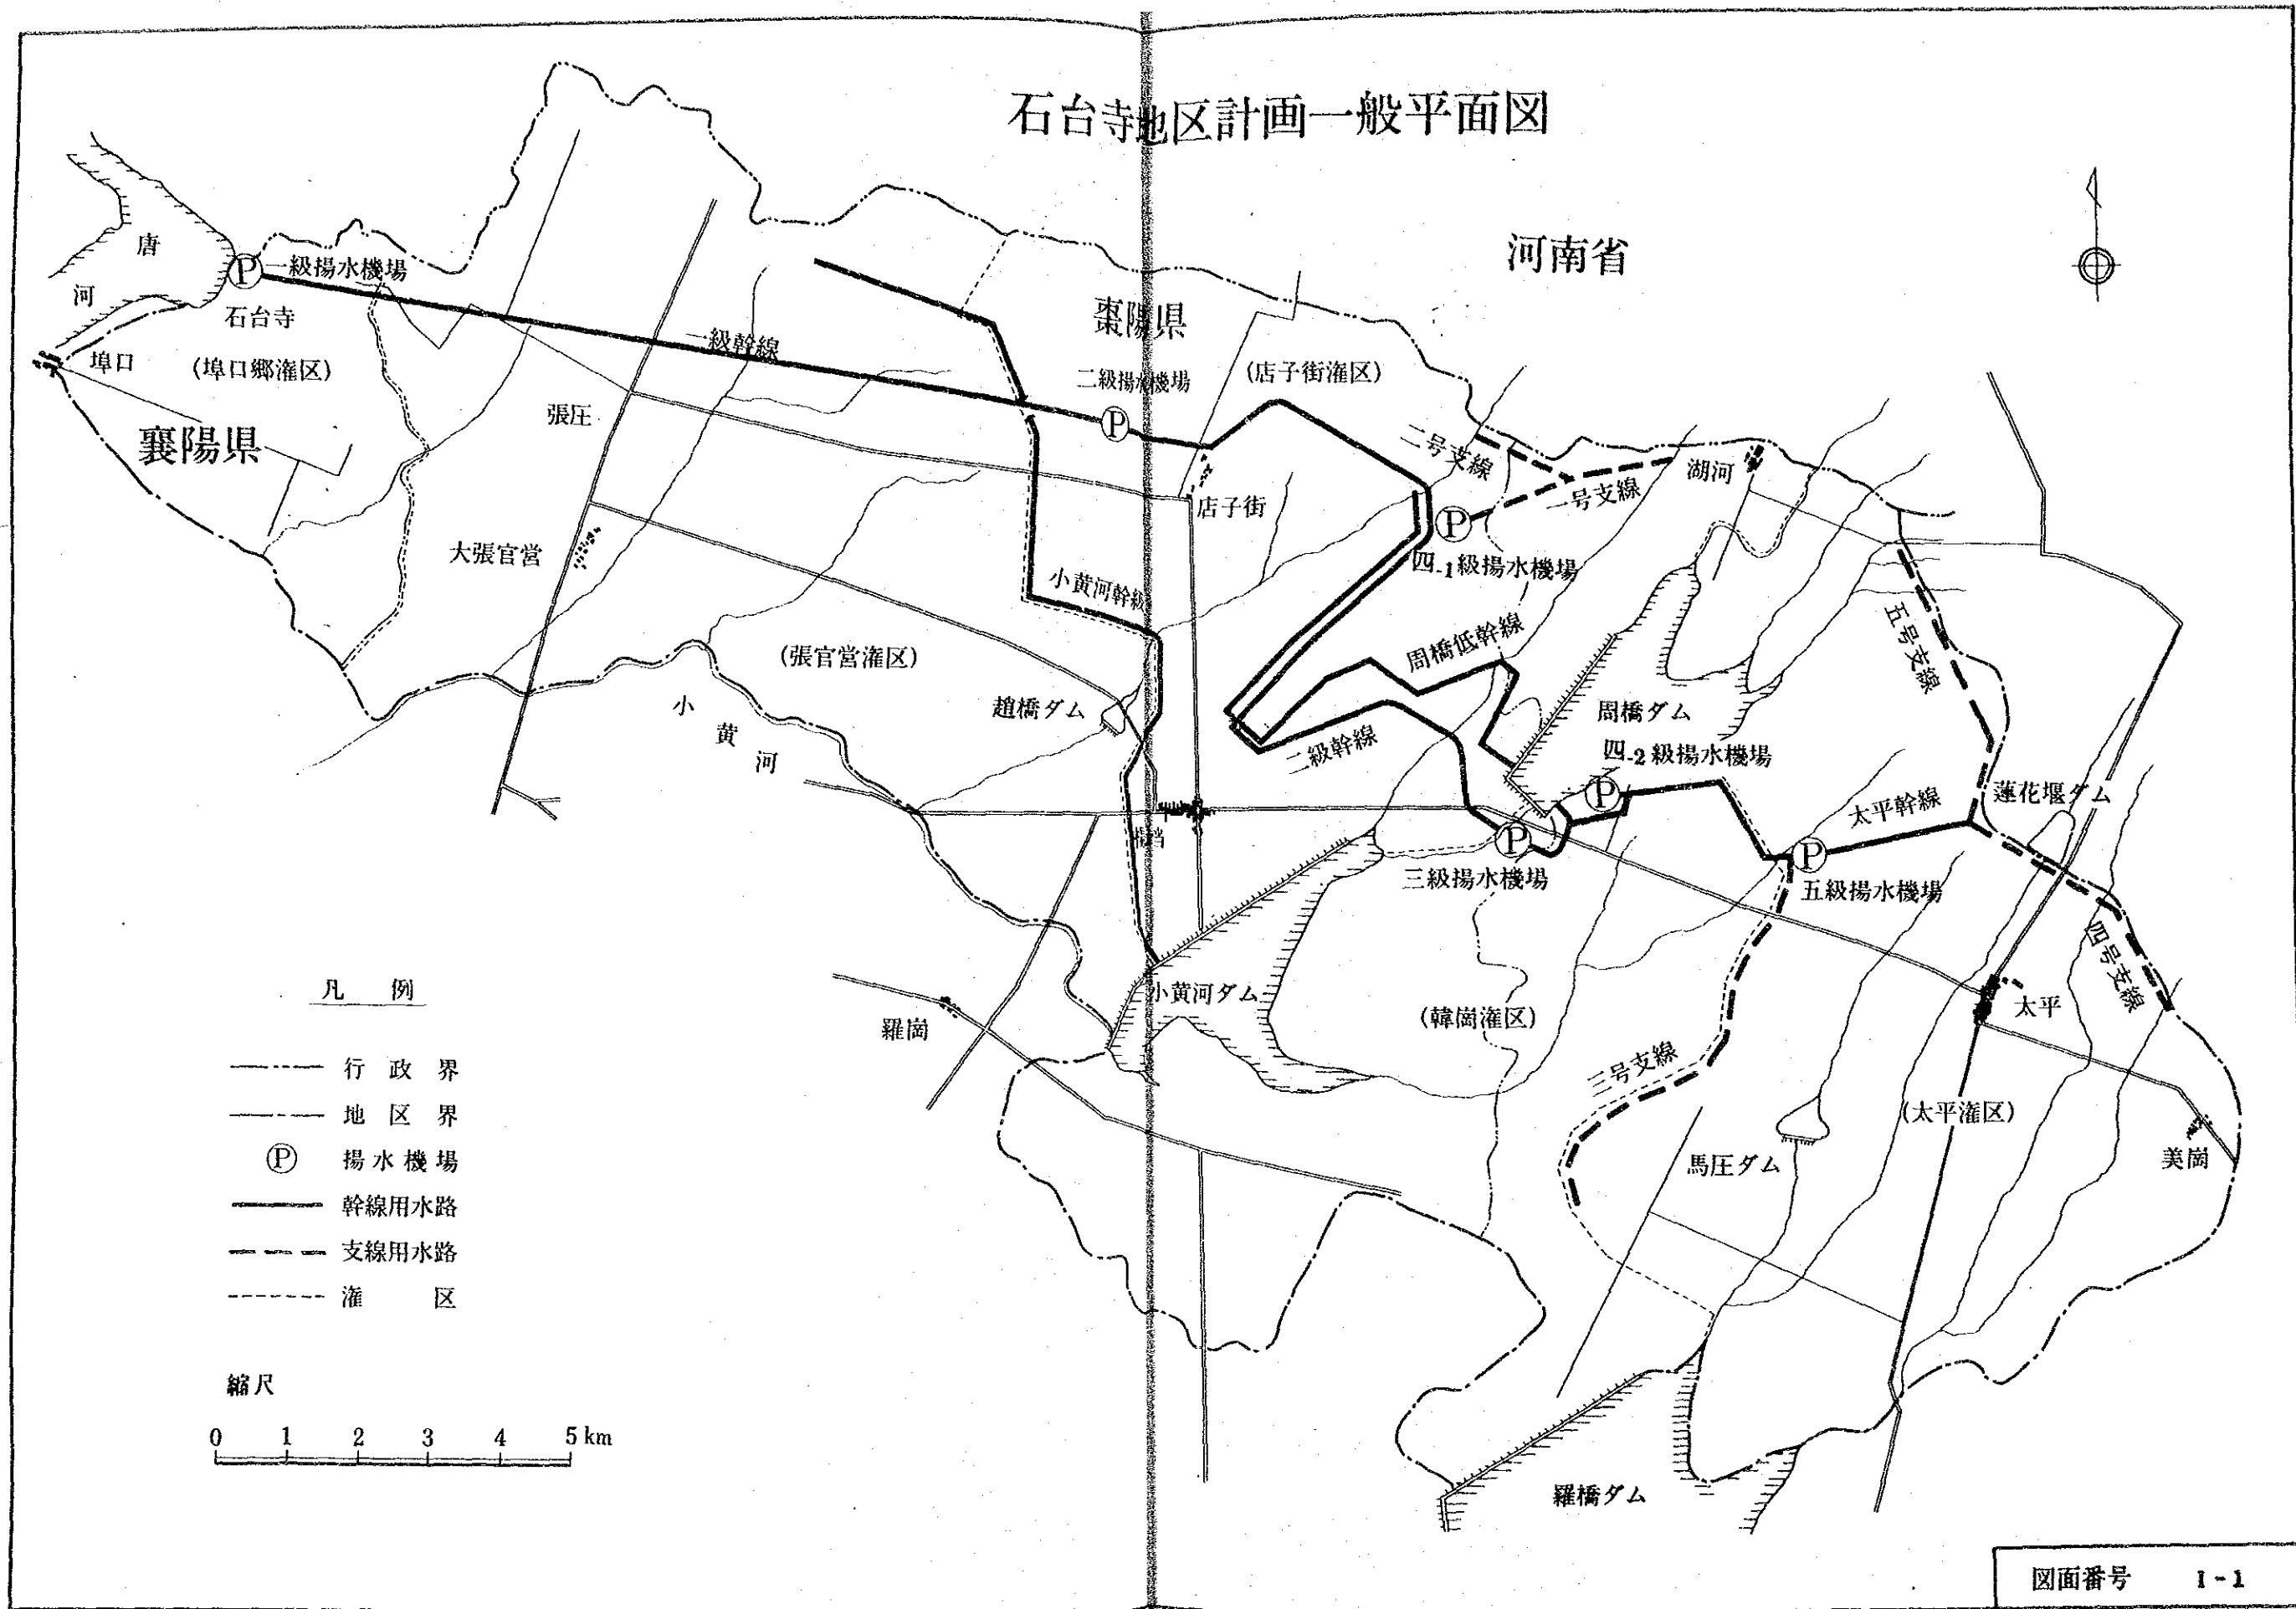 石台寺地区計画一般平面図
河南省
唐
河
一級揚水機場
石台寺
埠口
(埠口郷潅区)
襄陽県
一級幹線
棗陽県
二級揚水機場
(店子街潅区)
張圧
店子街
大張官営
二号支線
一号支線
湖河
四-1級揚水機場
小黄河幹線
(張官営潅区)
周橋低幹線
五号支線
趙橋ダム
周橋ダム
小
黄
河
二級幹線
四-2級揚水機場
蓮花堰ダム
太平幹線
三級揚水機場
五級揚水機場
四号支線
小黄河ダム
(韓崗潅区)
太平
羅崗
三号支線
(太平潅区)
馬圧ダム
美崗
羅橋ダム
凡 例
行政界
地区界
Ⓟ 揚水機場
幹線用水路
支線用水路
潅 区
縮尺
0 1 2 3 4 5 km
図面番号 I-1